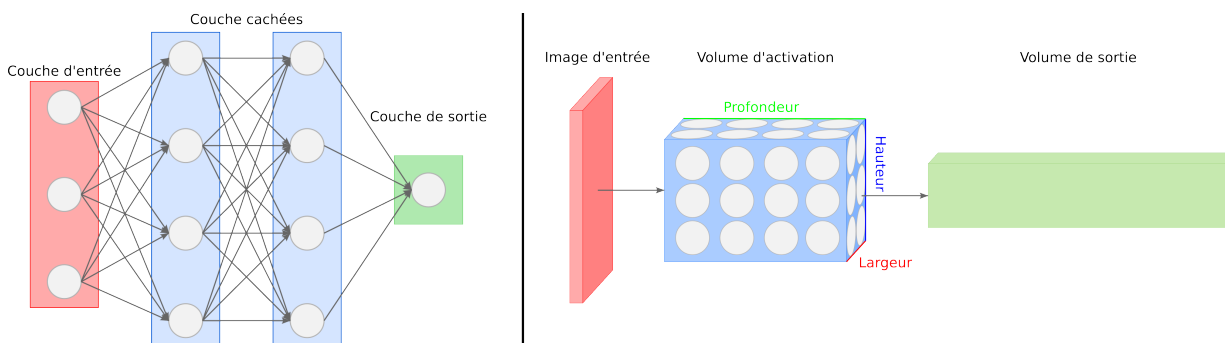 Couche cachées
Couche d'entrée
Couche de sortie
Image d'entrée
Volume d'activation
Volume de sortie
Profondeur
Hauteur
Largeur